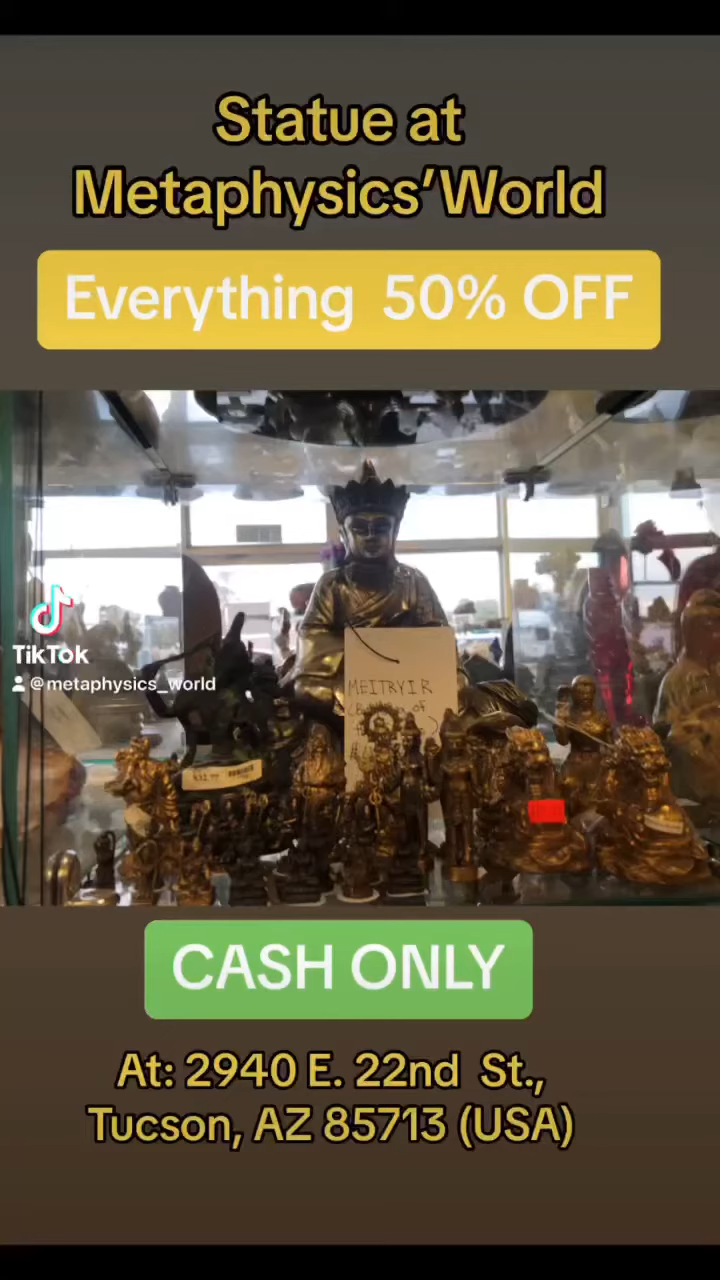 Statue at
Metaphysics’World
Everything 50% OFF
TikTok
@metaphysics_world
MEITRYIR
of
CASH ONLY
At: 2940 E. 22nd St.,
Tucson, AZ 85713 (USA)